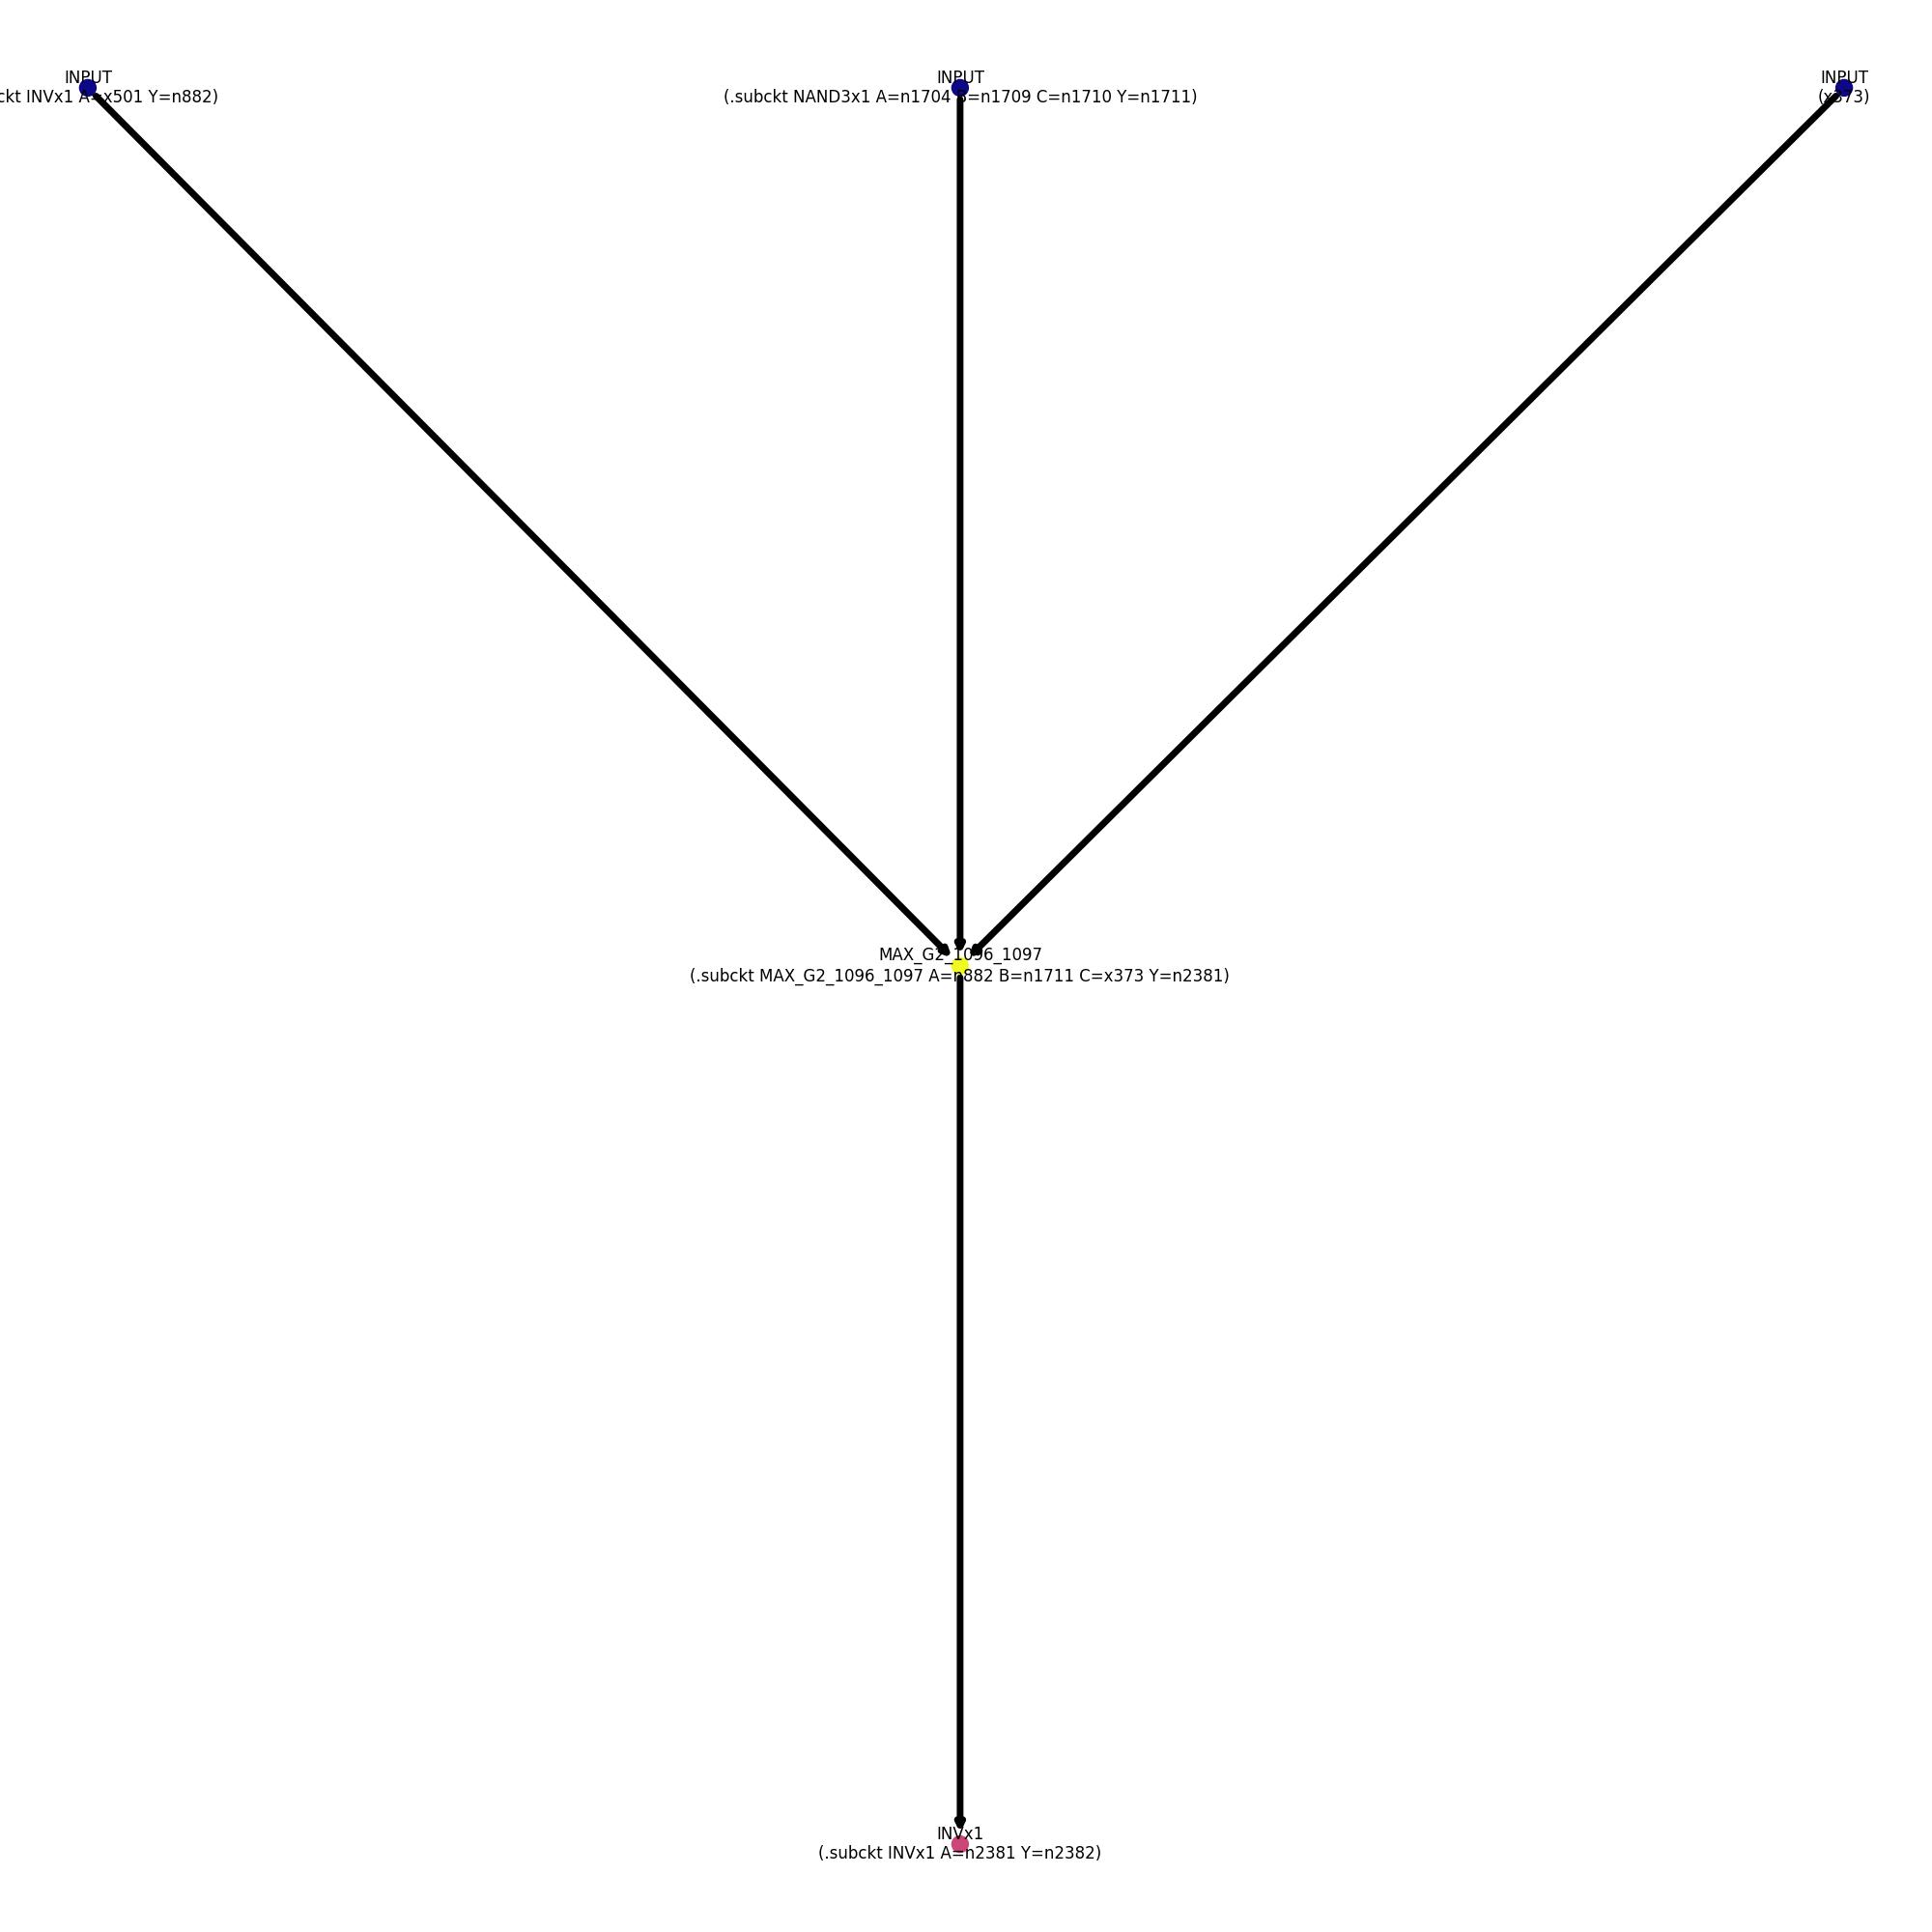 INPUT
ckt INVx1 A=x501 Y=n882)
INPUT
(.subckt NAND3x1 A=n1704 B=n1709 C=n1710 Y=n1711)
INPUT
(x373)
MAX_G2_1096_1097
(.subckt MAX_G2_1096_1097 A=n882 B=n1711 C=x373 Y=n2381)
INVx1
(.subckt INVx1 A=n2381 Y=n2382)